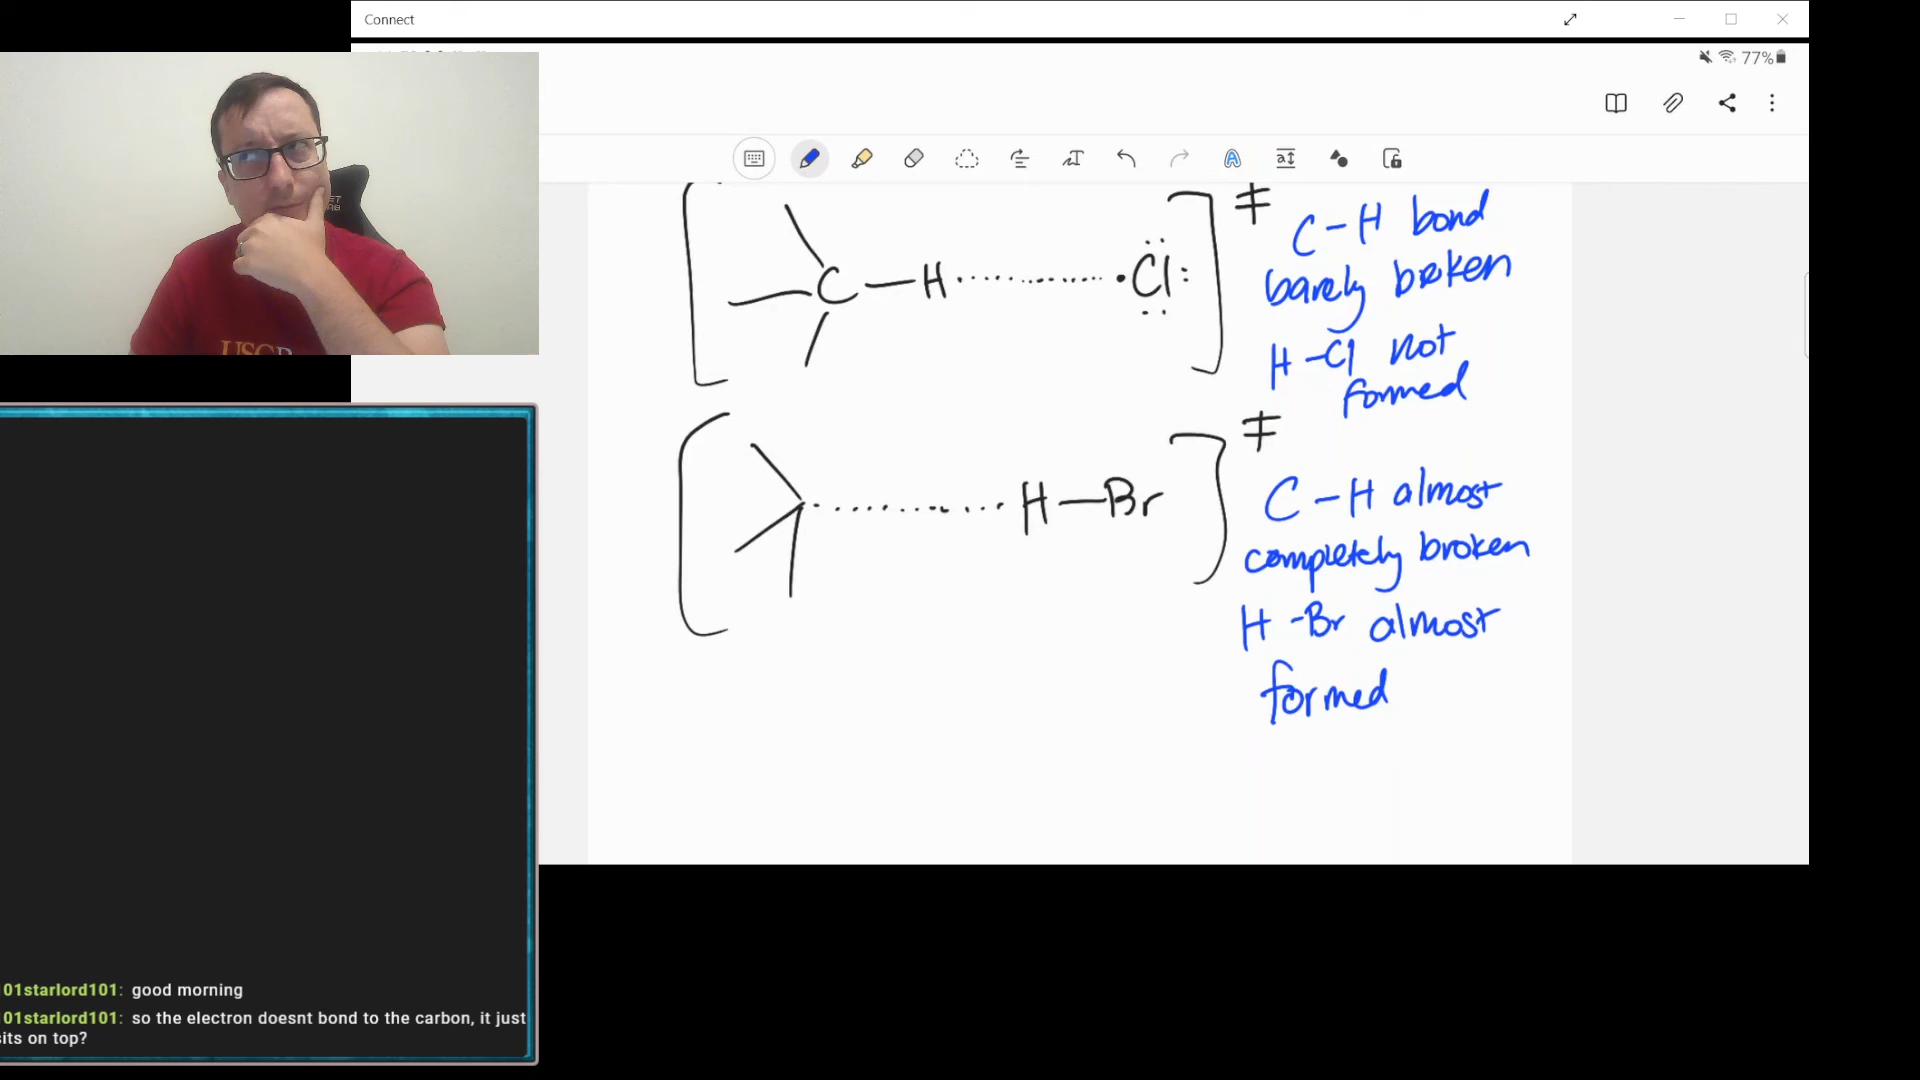 Connect
77%
C-H bond
barely broken
C-H
·Cl:
H-Cl not
formed
C-H almost
completely broken
H-Br
H-Br almost
formed
01starlord101: good morning
01starlord101: so the electron doesnt bond to the carbon, it just
sits on top?